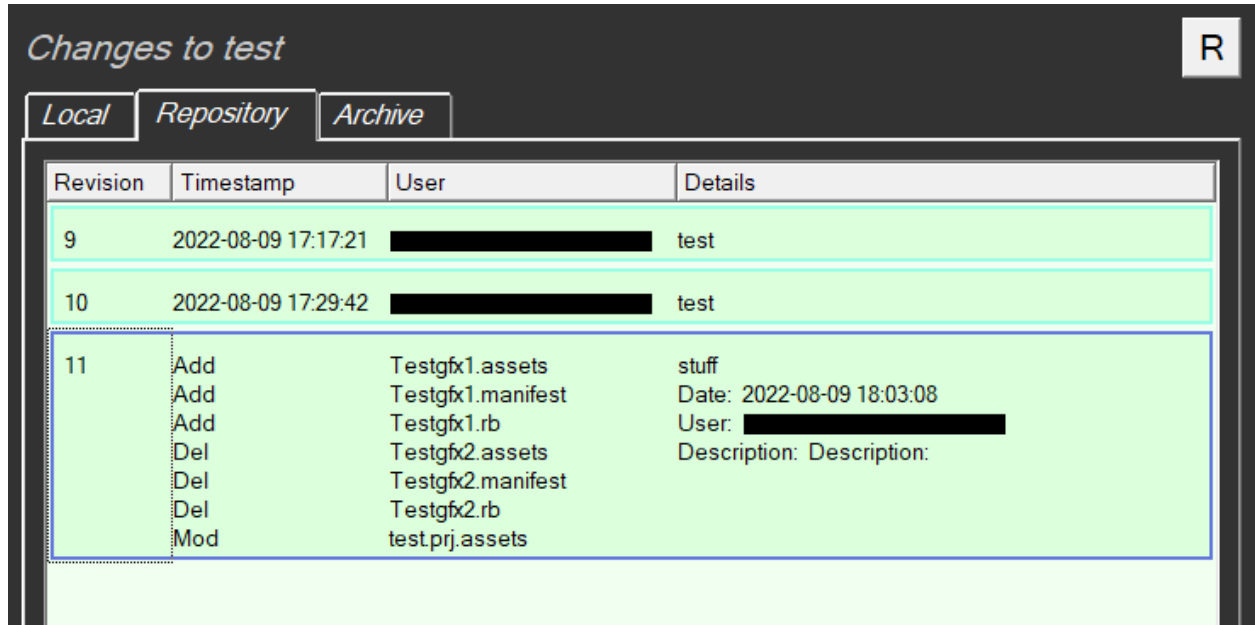 Changes to test
R
Local Repository Archive
Revision Timestamp User Details
9 2022-08-09 17:17:21 test
10 2022-08-09 17:29:42 test
11 Add Testgfx1.assets stuff
Add Testgfx1.manifest Date: 2022-08-09 18:03:08
Add Testgfx1.rb User:
Del Testgfx2.assets Description: Description:
Del Testgfx2.manifest
Del Testgfx2.rb
Mod test.prj.assets